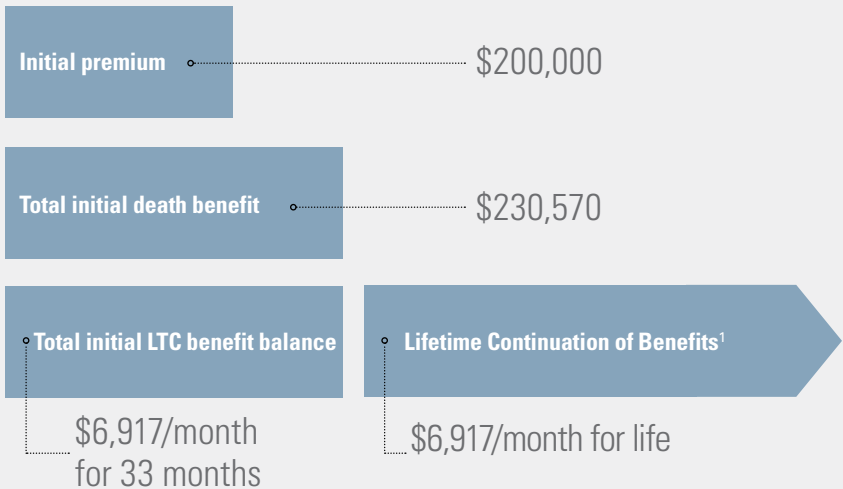 Initial premium
$200,000
Total initial death benefit
$230,570
Total initial LTC benefit balance
Lifetime Continuation of Benefits¹
$6,917/month
for 33 months
$6,917/month for life